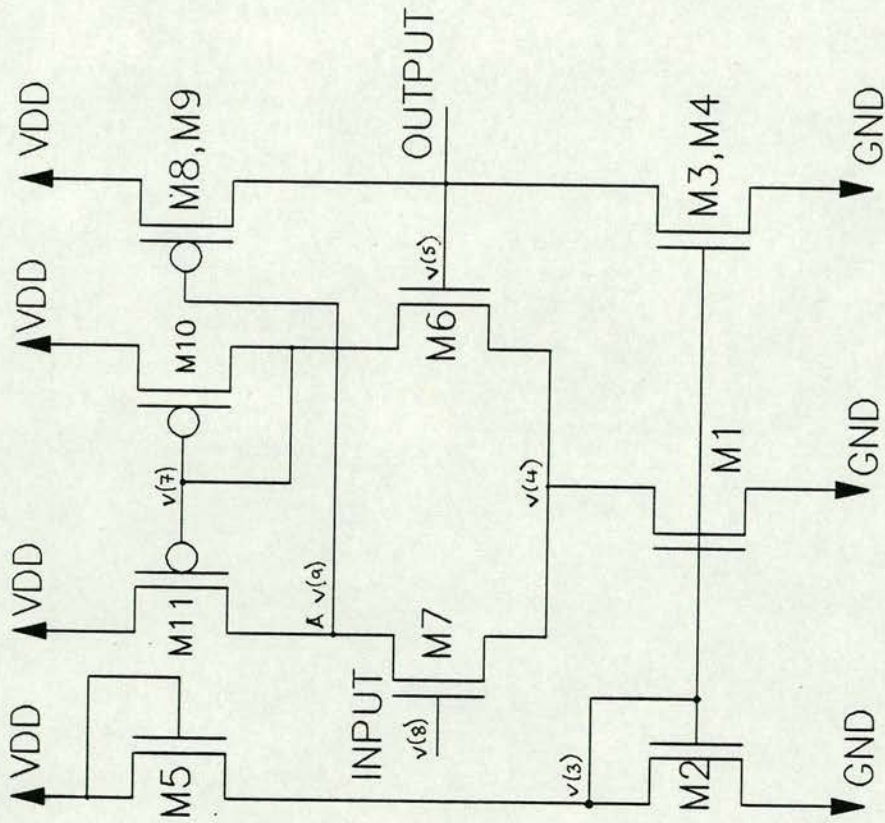 VDD
VDD
VDD
VDD
M5
M11
M10
M8,M9
v(7)
A v(9)
INPUT
v(8)
M7
M6
v(5)
OUTPUT
v(4)
v(3)
M2
M1
M3,M4
GND
GND
GND